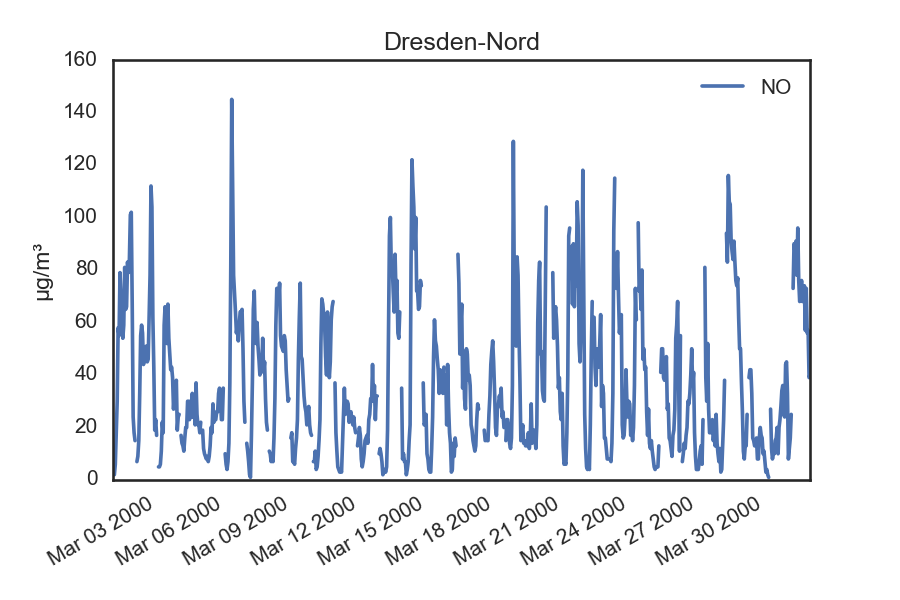 Dresden-Nord
NO
µg/m³
160
140
120
100
80
60
40
20
0
Mar 03 2000
Mar 06 2000
Mar 09 2000
Mar 12 2000
Mar 15 2000
Mar 18 2000
Mar 21 2000
Mar 24 2000
Mar 27 2000
Mar 30 2000